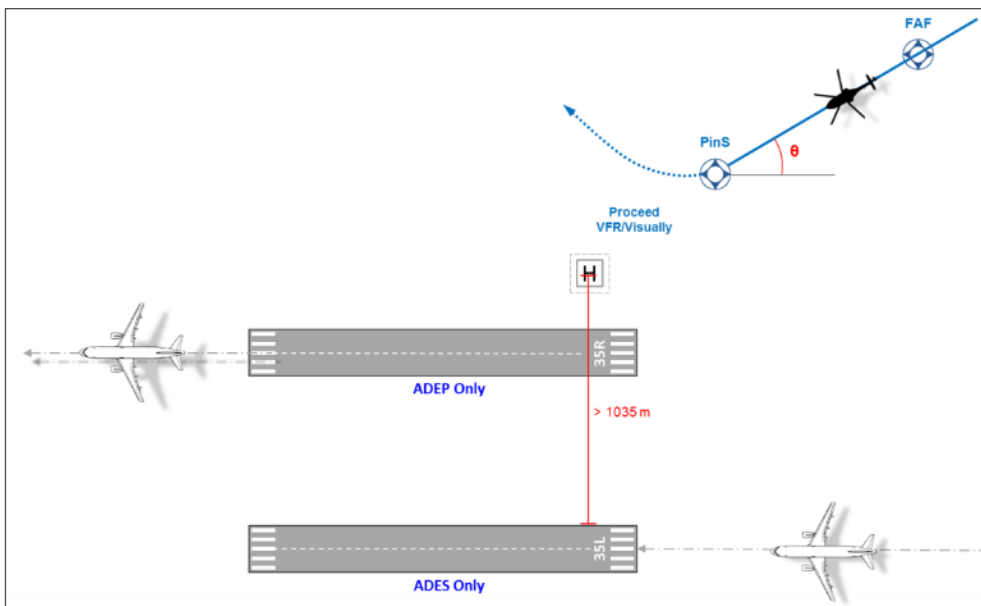 FAF
PinS
θ
Proceed
VFR/Visually
H
35R
ADEP Only
> 1035 m
35L
ADES Only